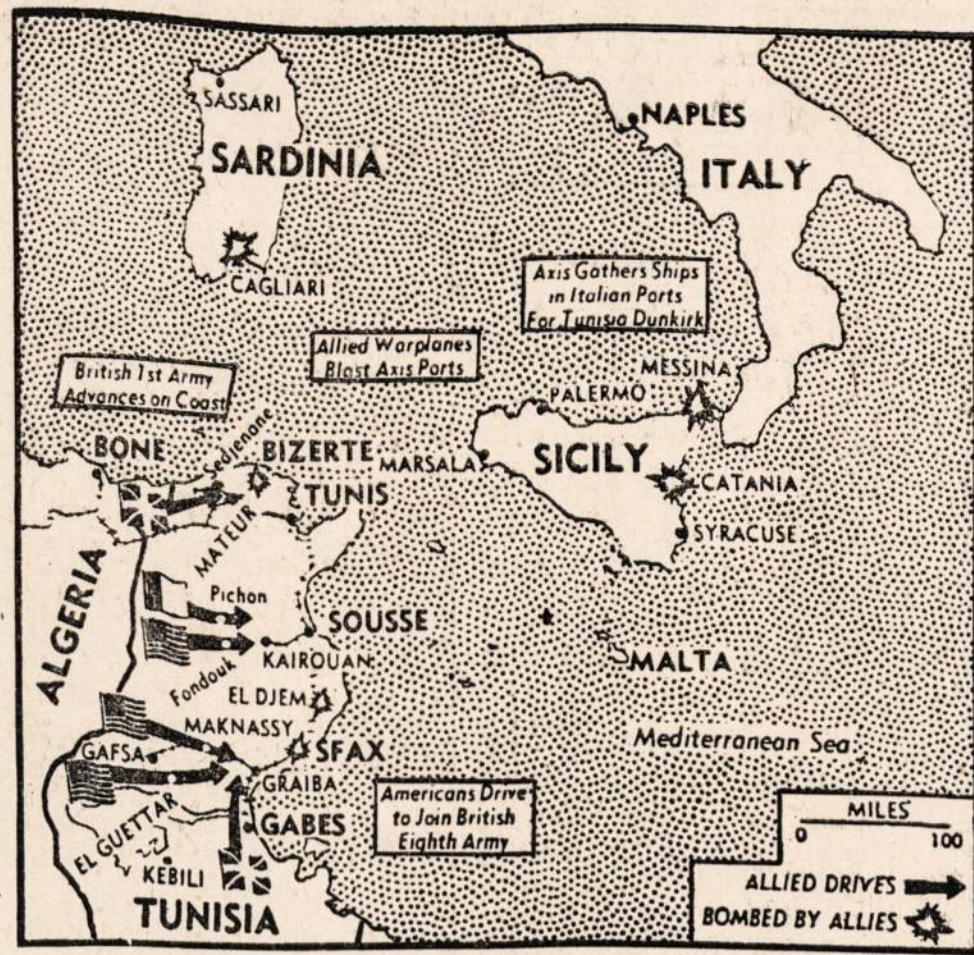 SASSARI
SARDINIA
CAGLIARI
NAPLES
ITALY
Axis Gathers Ships
in Italian Ports
For Tunisia Dunkirk
Allied Warplanes
Blast Axis Ports
British 1st Army
Advances on Coast
MESSINA
PALERMO
SICILY
MARSALA
CATANIA
SYRACUSE
BONE
Sedjenane
BIZERTE
TUNIS
MATEUR
ALGERIA
Pichon
SOUSSE
KAIROUAN
Fondouk
EL DJEM
MALTA
MAKNASSY
GAFSA
SFAX
Mediterranean Sea
GRAIBA
EL GUETTAR
GABES
KEBILI
TUNISIA
Americans Drive
to Join British
Eighth Army
MILES
0 100
ALLIED DRIVES
BOMBED BY ALLIES